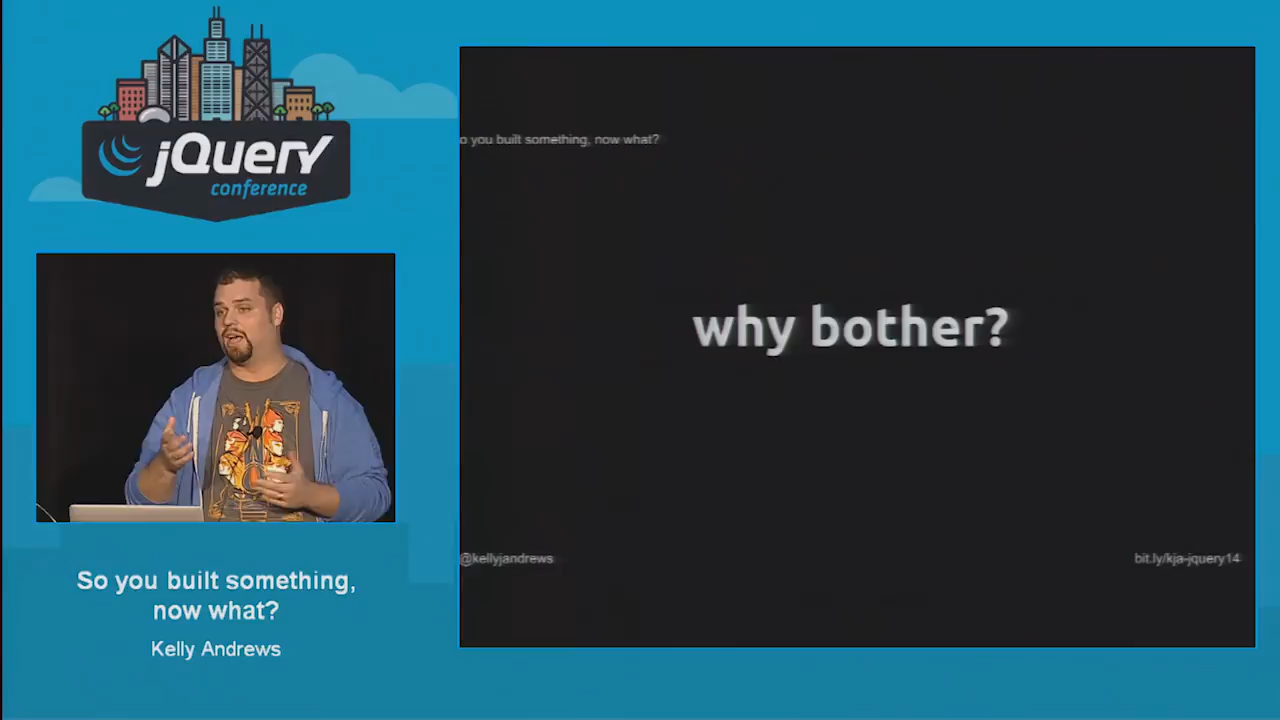 jQuery
conference
So you built something,
now what?
Kelly Andrews
o you built something, now what?
why bother?
@kellyjandrews
bit.ly/kja-jquery14